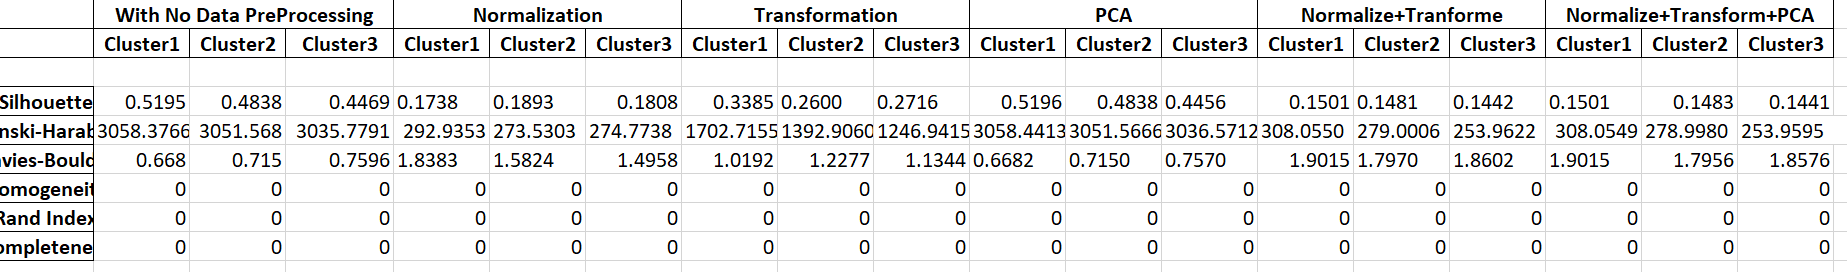 With No Data PreProcessing Normalization Transformation PCA Normalize+Tranforme Normalize+Transform+PCA
Cluster1 Cluster2 Cluster3 Cluster1 Cluster2 Cluster3 Cluster1 Cluster2 Cluster3 Cluster1 Cluster2 Cluster3 Cluster1 Cluster2 Cluster3 Cluster1 Cluster2 Cluster3
Silhouette 0.5195 0.4838 0.4469 0.1738 0.1893 0.1808 0.3385 0.2600 0.2716 0.5196 0.4838 0.4456 0.1501 0.1481 0.1442 0.1501 0.1483 0.1441
nski-Harab 3058.3766 3051.568 3035.7791 292.9353 273.5303 274.7738 1702.7155 1392.9060 1246.9415 3058.4413 3051.5666 3036.5712 308.0550 279.0006 253.9622 308.0549 278.9980 253.9595
avies-Bould 0.668 0.715 0.7596 1.8383 1.5824 1.4958 1.0192 1.2277 1.1344 0.6682 0.7150 0.7570 1.9015 1.7970 1.8602 1.9015 1.7956 1.8576
omogeneit 0 0 0 0 0 0 0 0 0 0 0 0 0 0 0 0 0 0
Rand Index 0 0 0 0 0 0 0 0 0 0 0 0 0 0 0 0 0 0
ompletene 0 0 0 0 0 0 0 0 0 0 0 0 0 0 0 0 0 0